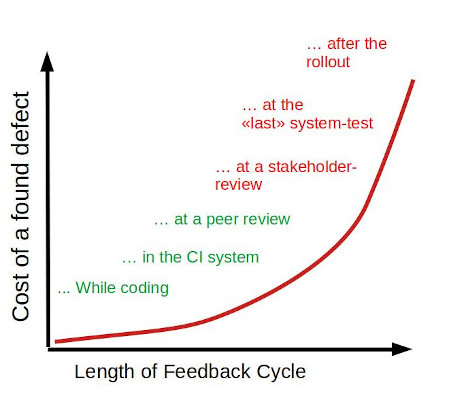 … after the
rollout
… at the
«last» system-test
… at a stakeholder-
review
… at a peer review
… in the CI system
... While coding
Cost of a found defect
Length of Feedback Cycle